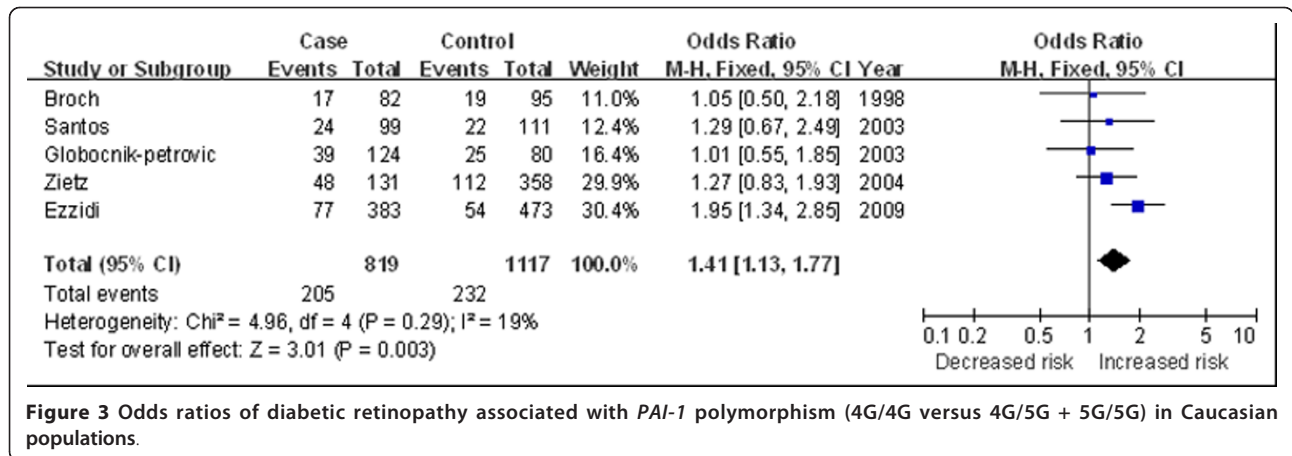 Case Control Odds Ratio Odds Ratio
Study or Subgroup Events Total Events Total Weight M-H, Fixed, 95% CI Year M-H, Fixed, 95% CI
Broch 17 82 19 95 11.0% 1.05 [0.50, 2.18] 1998
Santos 24 99 22 111 12.4% 1.29 [0.67, 2.49] 2003
Globocnik-petrovic 39 124 25 80 16.4% 1.01 [0.55, 1.85] 2003
Zietz 48 131 112 358 29.9% 1.27 [0.83, 1.93] 2004
Ezzidi 77 383 54 473 30.4% 1.95 [1.34, 2.85] 2009
Total (95% CI) 819 1117 100.0% 1.41 [1.13, 1.77]
Total events 205 232
Heterogeneity: Chi² = 4.96, df = 4 (P = 0.29); I² = 19%
Test for overall effect: Z = 3.01 (P = 0.003)
0.1 0.2 0.5 1 2 5 10
Decreased risk Increased risk
Figure 3 Odds ratios of diabetic retinopathy associated with PAI-1 polymorphism (4G/4G versus 4G/5G + 5G/5G) in Caucasian
populations.